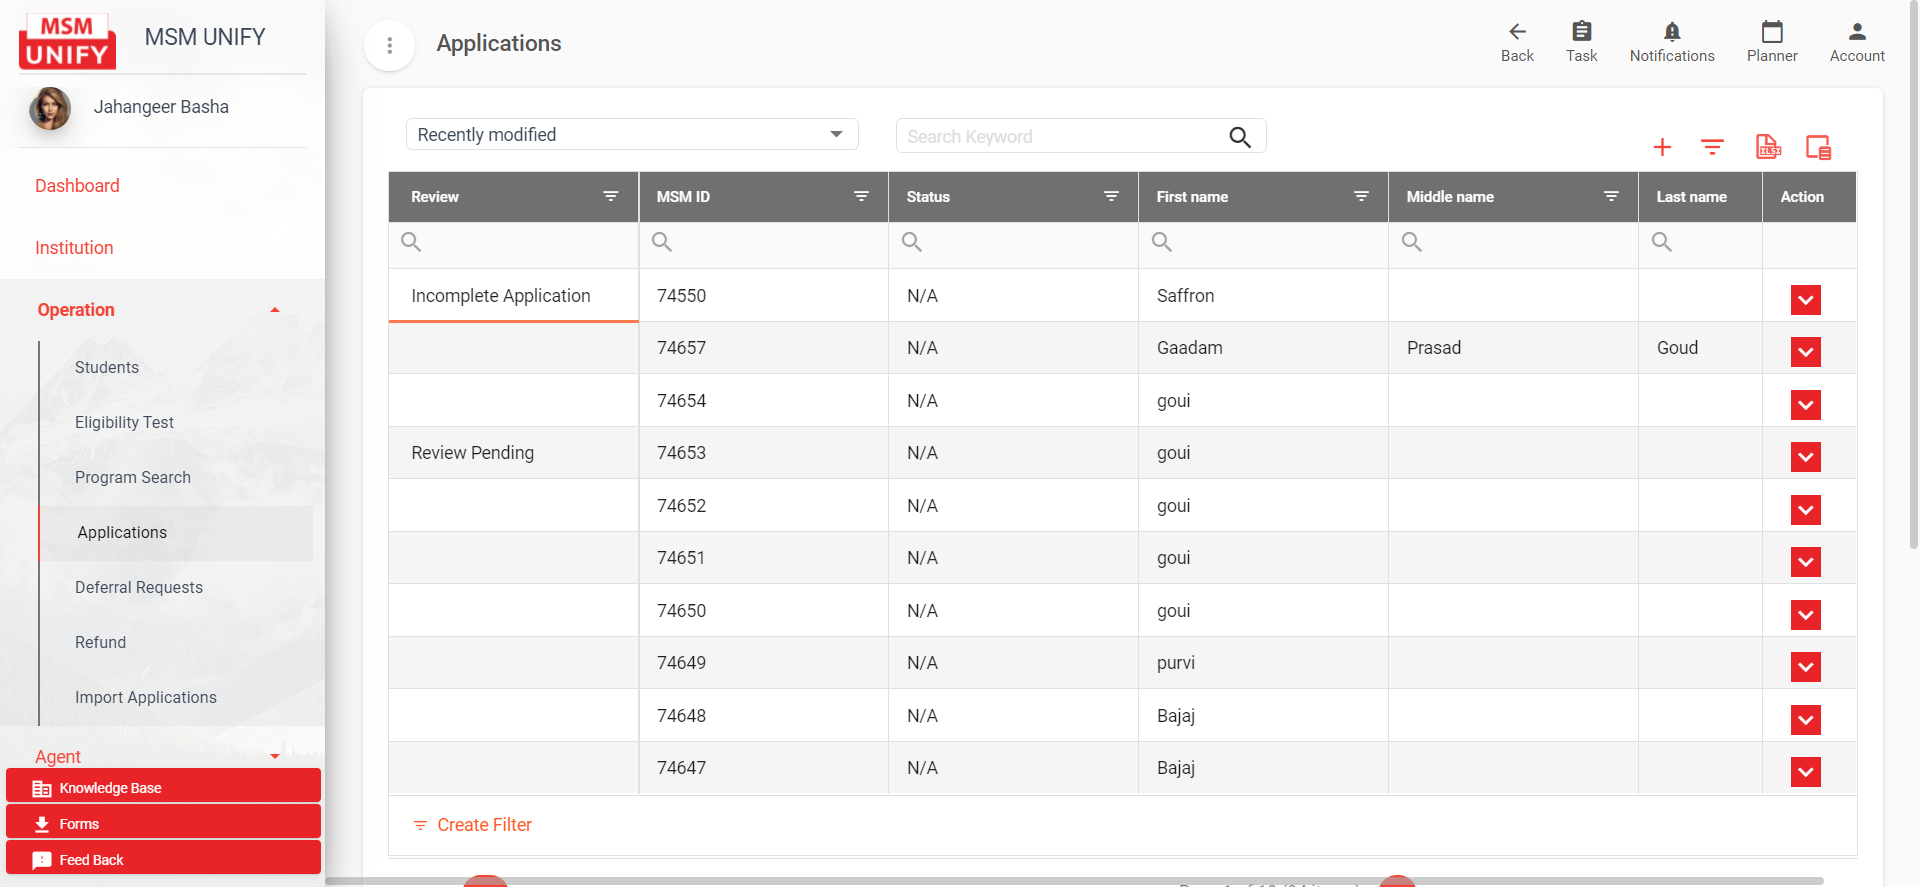 MSM
UNIFY
MSM UNIFY
Jahangeer Basha
Dashboard
Institution
Operation
Students
Eligibility Test
Program Search
Applications
Deferral Requests
Refund
Import Applications
Agent
Knowledge Base
Forms
Feed Back
Applications
Back Task Notifications Planner Account
Recently modified Search Keyword
XLSX
Review MSM ID Status First name Middle name Last name Action
Incomplete Application 74550 N/A Saffron
74657 N/A Gaadam Prasad Goud
74654 N/A goui
Review Pending 74653 N/A goui
74652 N/A goui
74651 N/A goui
74650 N/A goui
74649 N/A purvi
74648 N/A Bajaj
74647 N/A Bajaj
Create Filter